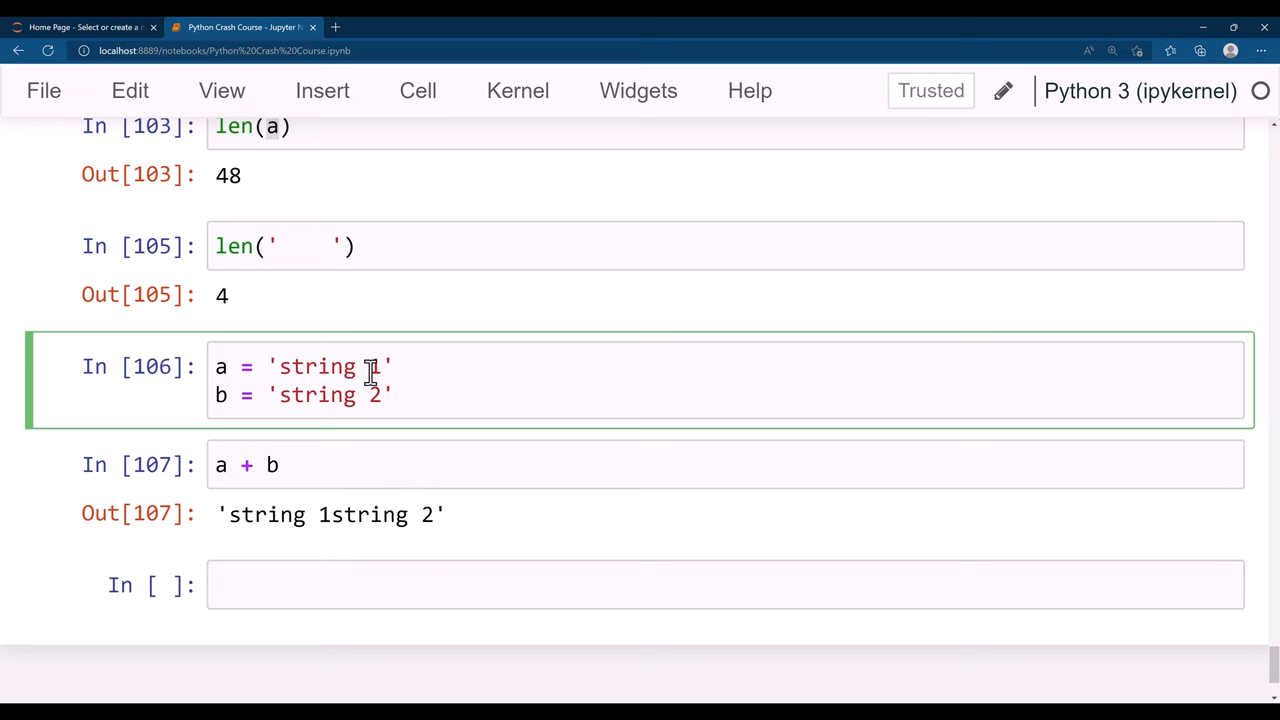 Home Page - Select or create a n
Python Crash Course - Jupyter N
localhost:8889/notebooks/Python%20Crash%20Course.ipynb
File Edit View Insert Cell Kernel Widgets Help Trusted Python 3 (ipykernel)
In [103]: len(a)
Out[103]: 48
In [105]: len('    ')
Out[105]: 4
In [106]: a = 'string 1'
b = 'string 2'
In [107]: a + b
Out[107]: 'string 1string 2'
In [ ]: